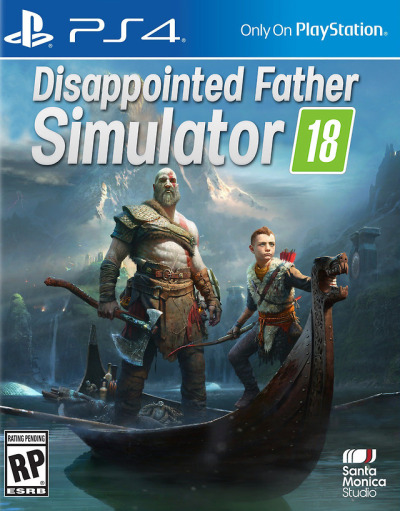 PS4
Only On PlayStation®
Disappointed Father
Simulator 18
RATING PENDING
RP
ESRB
Santa
Monica
Studio